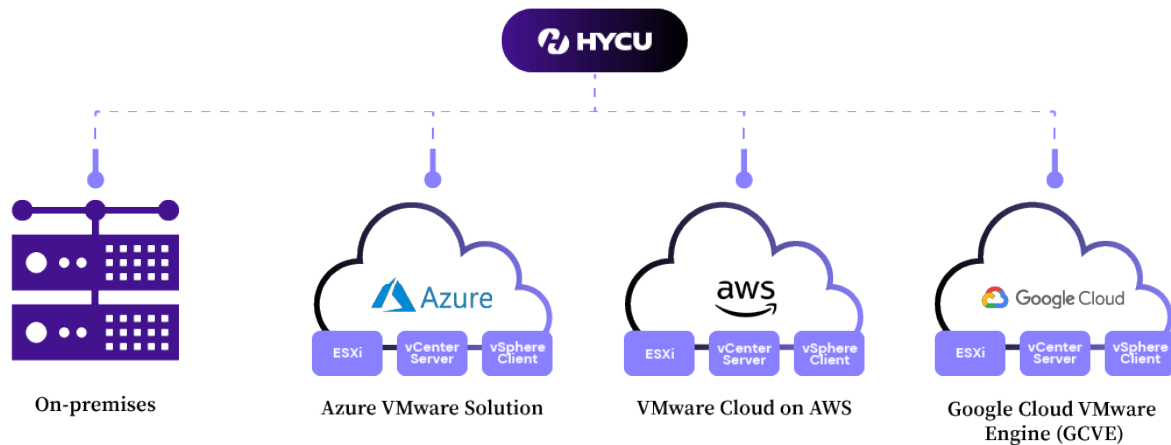 HYCU
Azure
aws
Google Cloud
ESXi
vCenter
Server
vSphere
Client
ESXi
vCenter
Server
vSphere
Client
ESXi
vCenter
Server
vSphere
Client
On-premises
Azure VMware Solution
VMware Cloud on AWS
Google Cloud VMware
Engine (GCVE)